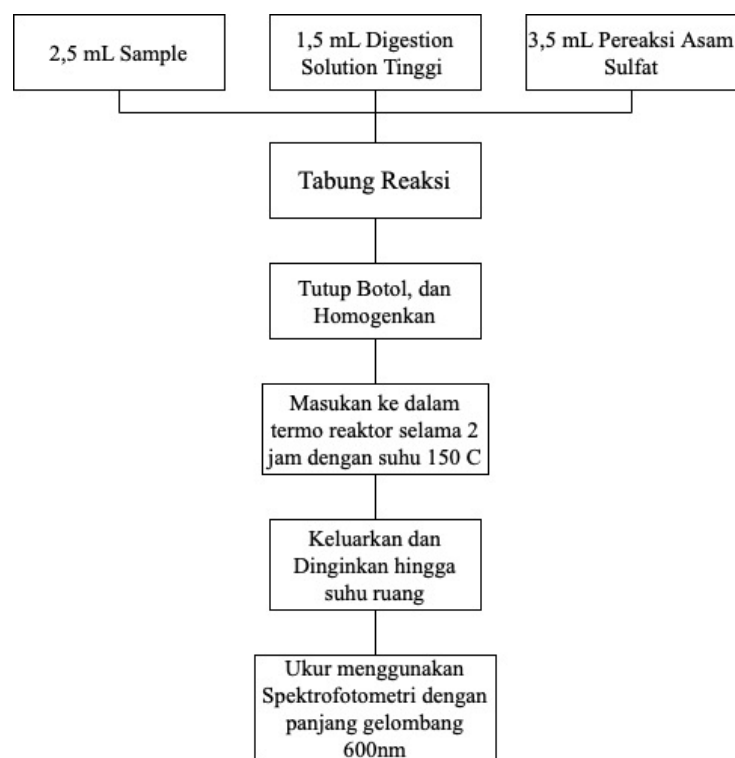 2,5 mL Sample
1,5 mL Digestion
Solution Tinggi
3,5 mL Pereaksi Asam
Sulfat
Tabung Reaksi
Tutup Botol, dan
Homogenkan
Masukan ke dalam
termo reaktor selama 2
jam dengan suhu 150 C
Keluarkan dan
Dinginkan hingga
suhu ruang
Ukur menggunakan
Spektrofotometri dengan
panjang gelombang
600nm